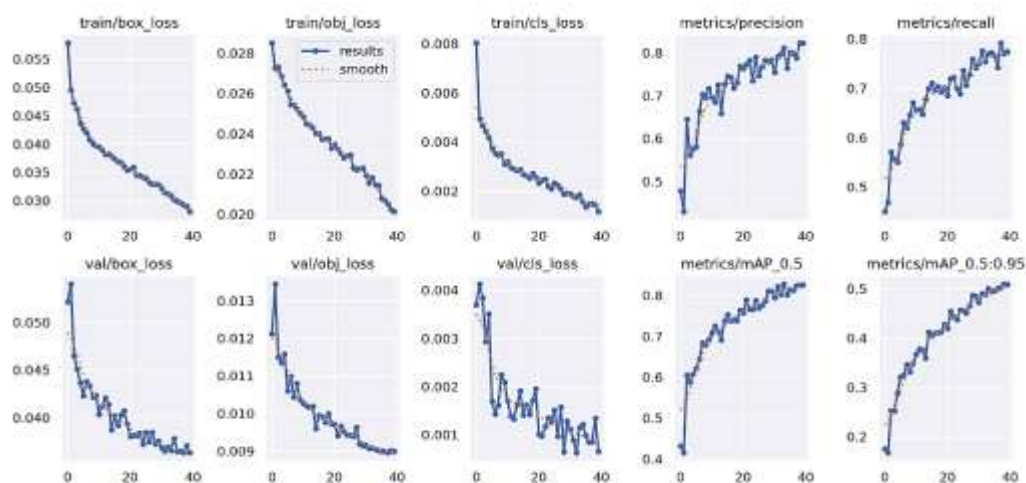 train/box_loss
train/obj_loss
train/cls_loss
metrics/precision
metrics/recall
0.055
0.050
0.045
0.040
0.035
0.030
0 20 40
results
smooth
0.028
0.026
0.024
0.022
0.020
0 20 40
0.008
0.006
0.004
0.002
0 20 40
0.8
0.7
0.6
0.5
0 20 40
0.8
0.7
0.6
0.5
0 20 40
val/box_loss
val/obj_loss
val/cls_loss
metrics/mAP_0.5
metrics/mAP_0.5:0.95
0.050
0.045
0.040
0 20 40
0.013
0.012
0.011
0.010
0.009
0 20 40
0.004
0.003
0.002
0.001
0 20 40
0.8
0.7
0.6
0.5
0.4
0 20 40
0.5
0.4
0.3
0.2
0 20 40